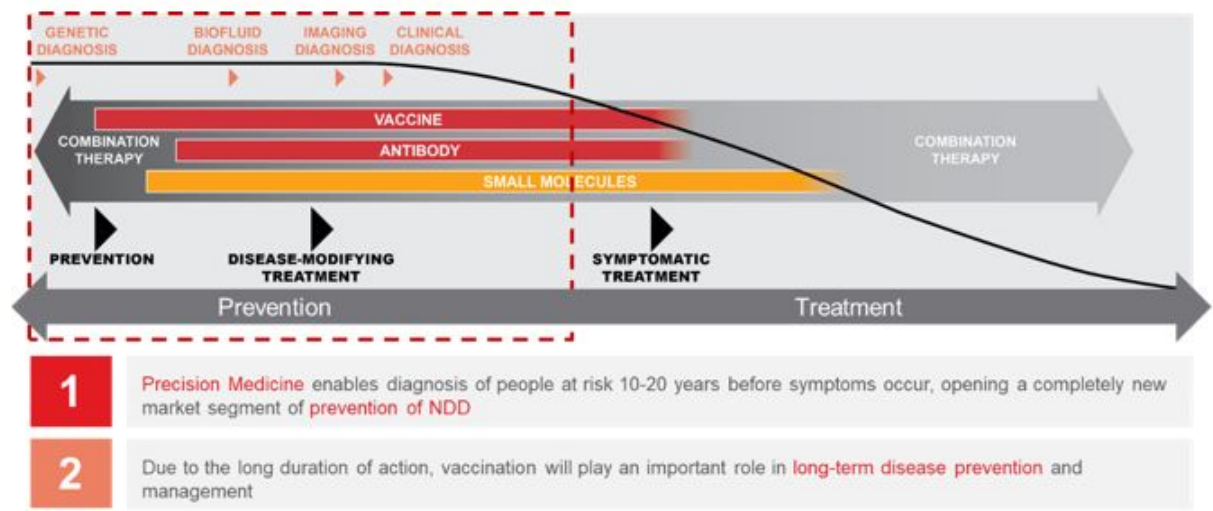 GENETIC
DIAGNOSIS
BIOFLUID
DIAGNOSIS
IMAGING
DIAGNOSIS
CLINICAL
DIAGNOSIS
VACCINE
COMBINATION
THERAPY
ANTIBODY
COMBINATION
THERAPY
SMALL MOLECULES
PREVENTION
DISEASE-MODIFYING
TREATMENT
SYMPTOMATIC
TREATMENT
Prevention
Treatment
1
Precision Medicine enables diagnosis of people at risk 10-20 years before symptoms occur, opening a completely new
market segment of prevention of NDD
2
Due to the long duration of action, vaccination will play an important role in long-term disease prevention and
management